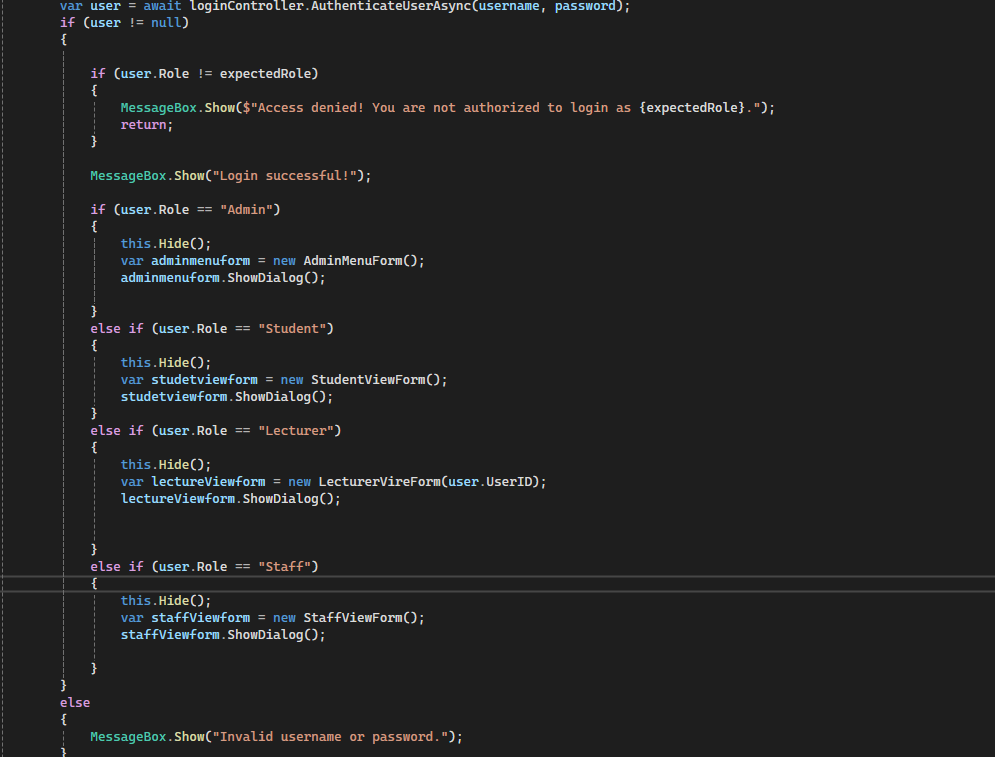 var user = await loginController.AuthenticateUserAsync(username, password);
if (user != null)
{
if (user.Role != expectedRole)
{
MessageBox.Show($"Access denied! You are not authorized to login as {expectedRole}.");
return;
}
MessageBox.Show("Login successful!");
if (user.Role == "Admin")
{
this.Hide();
var adminmenuform = new AdminMenuForm();
adminmenuform.ShowDialog();
}
else if (user.Role == "Student")
{
this.Hide();
var studetviewform = new StudentViewForm();
studetviewform.ShowDialog();
}
else if (user.Role == "Lecturer")
{
this.Hide();
var lectureViewform = new LecturerVireForm(user.UserID);
lectureViewform.ShowDialog();
}
else if (user.Role == "Staff")
{
this.Hide();
var staffViewform = new StaffViewForm();
staffViewform.ShowDialog();
}
}
else
{
MessageBox.Show("Invalid username or password.");
}